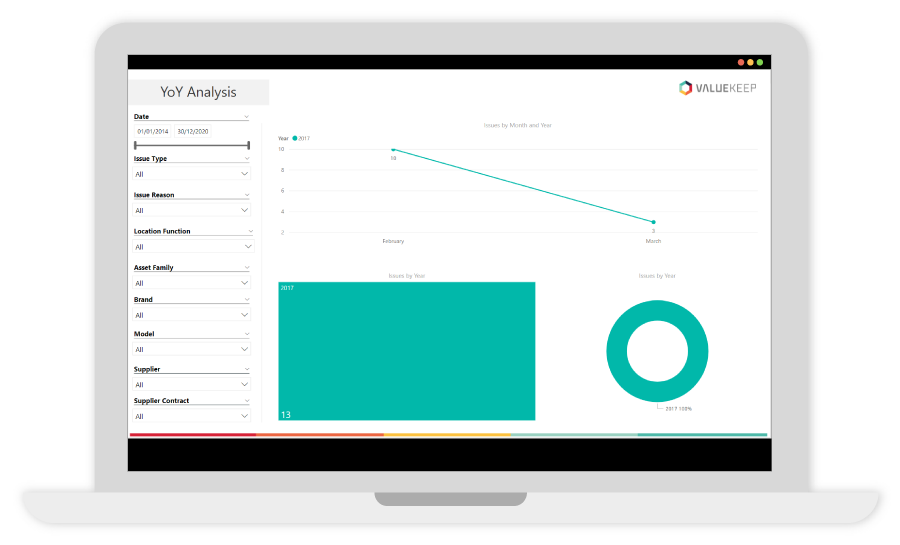 YoY Analysis
VALUEKEEP
Date
01/01/2014 30/12/2020
Issue Type
All
Issue Reason
All
Location Function
All
Asset Family
All
Brand
All
Model
All
Supplier
All
Supplier Contract
All
Issues by Month and Year
Year 2017
10
8
6
4
2
10
3
February
March
Issues by Year
2017
13
Issues by Year
2017 100%